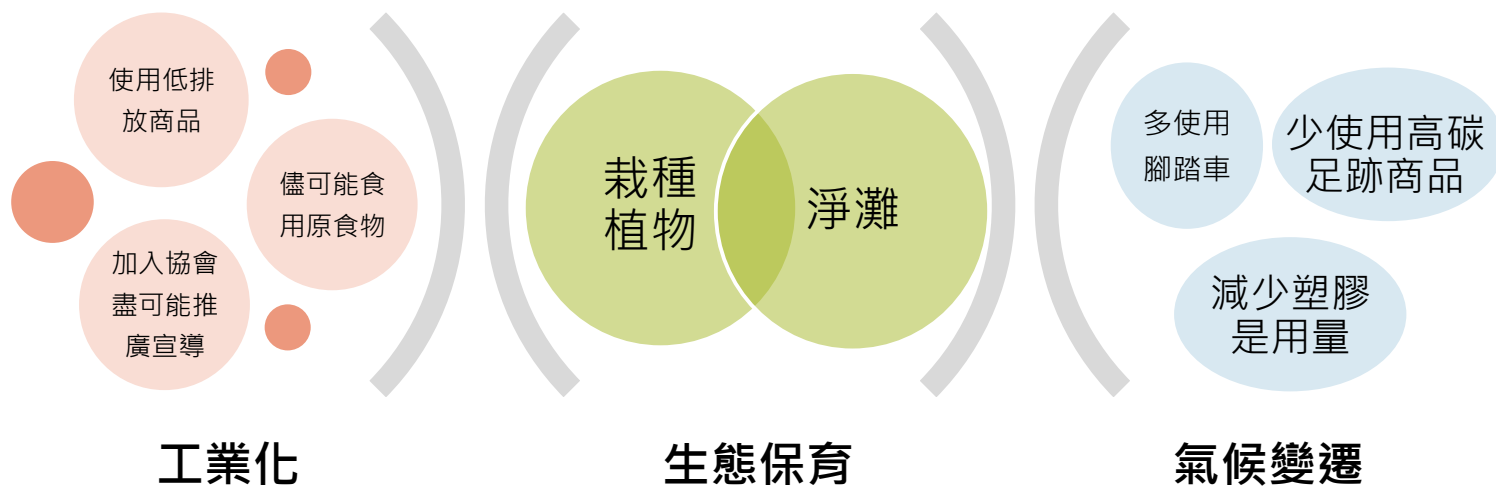 使用低排
放商品
儘可能食
用原食物
加入協會
盡可能推
廣宣導
工業化
栽種
植物
淨灘
生態保育
多使用
腳踏車
少使用高碳
足跡商品
減少塑膠
是用量
氣候變遷